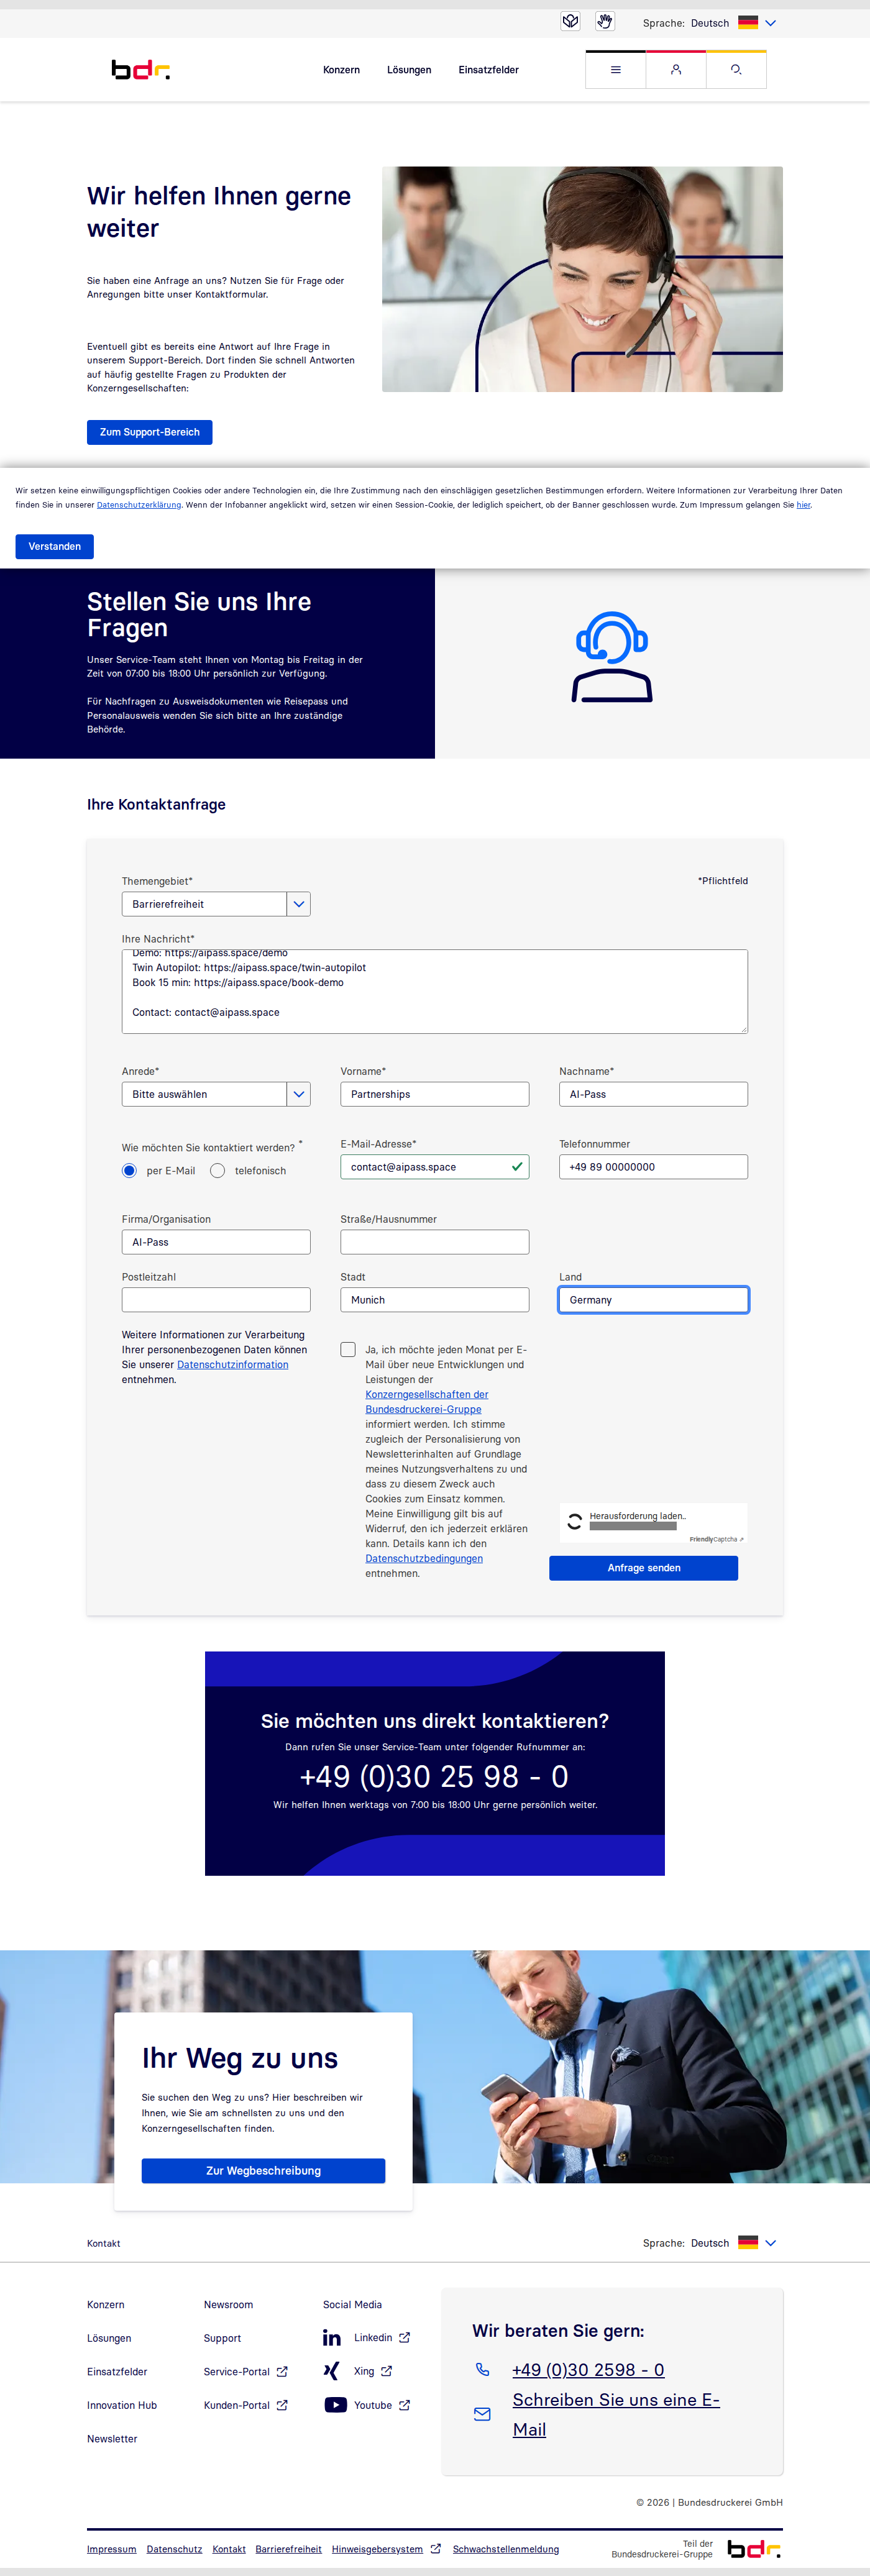 Sprache: Deutsch
bdr.
Konzern Lösungen Einsatzfelder
Wir helfen Ihnen gerne
weiter
Sie haben eine Anfrage an uns? Nutzen Sie für Frage oder
Anregungen bitte unser Kontaktformular.
Eventuell gibt es bereits eine Antwort auf Ihre Frage in
unserem Support-Bereich. Dort finden Sie schnell Antworten
auf häufig gestellte Fragen zu Produkten der
Konzerngesellschaften:
Zum Support-Bereich
Wir setzen keine einwilligungspflichtigen Cookies oder andere Technologien ein, die Ihre Zustimmung nach den einschlägigen gesetzlichen Bestimmungen erfordern. Weitere Informationen zur Verarbeitung Ihrer Daten
finden Sie in unserer Datenschutzerklärung. Wenn der Infobanner angeklickt wird, setzen wir einen Session-Cookie, der lediglich speichert, ob der Banner geschlossen wurde. Zum Impressum gelangen Sie hier.
Verstanden
Stellen Sie uns Ihre
Fragen
Unser Service-Team steht Ihnen von Montag bis Freitag in der
Zeit von 07:00 bis 18:00 Uhr persönlich zur Verfügung.
Für Nachfragen zu Ausweisdokumenten wie Reisepass und
Personalausweis wenden Sie sich bitte an Ihre zuständige
Behörde.
Ihre Kontaktanfrage
Themengebiet*
*Pflichtfeld
Barrierefreiheit
Ihre Nachricht*
Demo: https://aipass.space/demo
Twin Autopilot: https://aipass.space/twin-autopilot
Book 15 min: https://aipass.space/book-demo
Contact: contact@aipass.space
Anrede* Vorname* Nachname*
Bitte auswählen Partnerships AI-Pass
Wie möchten Sie kontaktiert werden? * E-Mail-Adresse* Telefonnummer
per E-Mail telefonisch contact@aipass.space +49 89 00000000
Firma/Organisation Straße/Hausnummer
AI-Pass
Postleitzahl Stadt Land
Munich Germany
Weitere Informationen zur Verarbeitung
Ihrer personenbezogenen Daten können
Sie unserer Datenschutzinformation
entnehmen.
Ja, ich möchte jeden Monat per E-
Mail über neue Entwicklungen und
Leistungen der
Konzerngesellschaften der
Bundesdruckerei-Gruppe
informiert werden. Ich stimme
zugleich der Personalisierung von
Newsletterinhalten auf Grundlage
meines Nutzungsverhaltens zu und
dass zu diesem Zweck auch
Cookies zum Einsatz kommen.
Meine Einwilligung gilt bis auf
Widerruf, den ich jederzeit erklären
kann. Details kann ich den
Datenschutzbedingungen
entnehmen.
Herausforderung laden..
FriendlyCaptcha ⇗
Anfrage senden
Sie möchten uns direkt kontaktieren?
Dann rufen Sie unser Service-Team unter folgender Rufnummer an:
+49 (0)30 25 98 - 0
Wir helfen Ihnen werktags von 7:00 bis 18:00 Uhr gerne persönlich weiter.
Ihr Weg zu uns
Sie suchen den Weg zu uns? Hier beschreiben wir
Ihnen, wie Sie am schnellsten zu uns und den
Konzerngesellschaften finden.
Zur Wegbeschreibung
Kontakt
Sprache: Deutsch
Konzern
Lösungen
Einsatzfelder
Innovation Hub
Newsletter
Newsroom
Support
Service-Portal
Kunden-Portal
Social Media
Linkedin
Xing
Youtube
Wir beraten Sie gern:
+49 (0)30 2598 - 0
Schreiben Sie uns eine E-
Mail
© 2026 | Bundesdruckerei GmbH
Impressum Datenschutz Kontakt Barrierefreiheit Hinweisgebersystem Schwachstellenmeldung
Teil der
Bundesdruckerei-Gruppe
bdr.